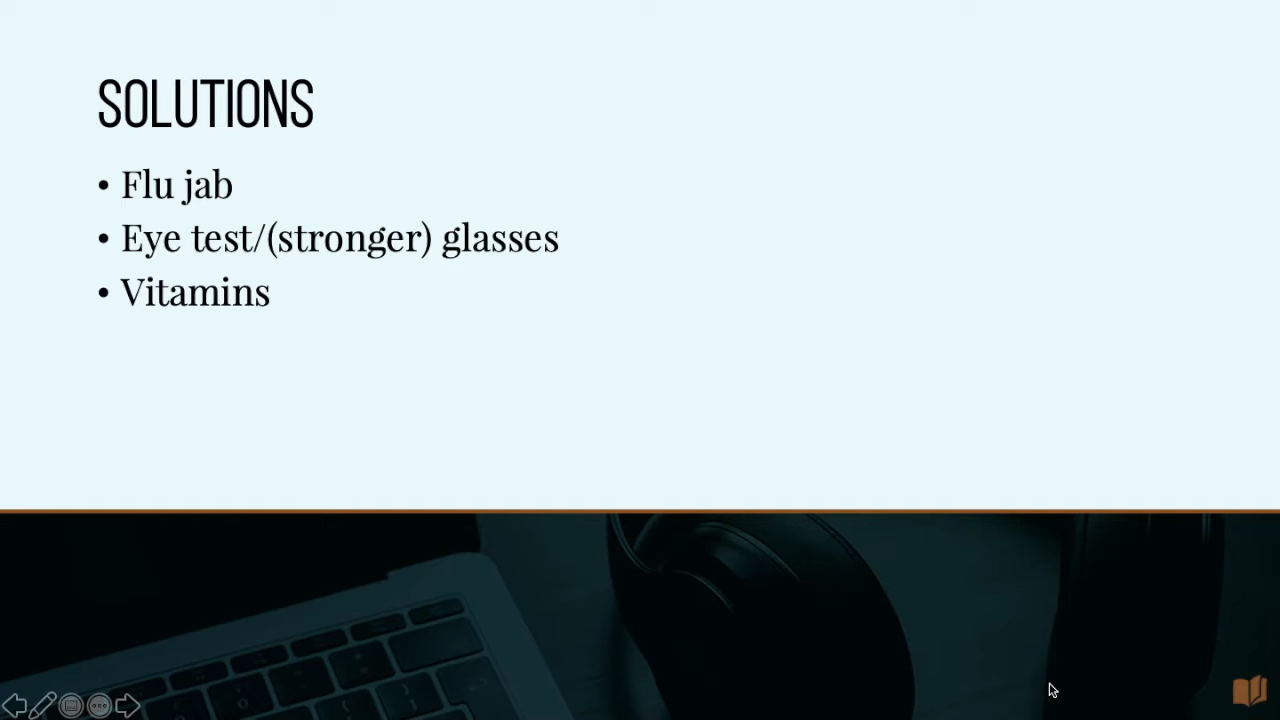 SOLUTIONS
• Flu jab
• Eye test/(stronger) glasses
• Vitamins